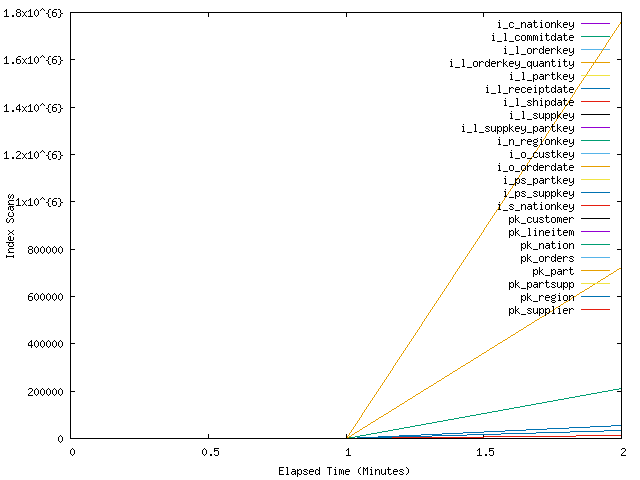 1.8x10^{6}
1.6x10^{6}
1.4x10^{6}
1.2x10^{6}
1x10^{6}
800000
600000
400000
200000
0
Index Scans
i_c_nationkey
i_l_commitdate
i_l_orderkey
i_l_orderkey_quantity
i_l_partkey
i_l_receiptdate
i_l_shipdate
i_l_suppkey
i_l_suppkey_partkey
i_n_regionkey
i_o_custkey
i_o_orderdate
i_ps_partkey
i_ps_suppkey
i_s_nationkey
pk_customer
pk_lineitem
pk_nation
pk_orders
pk_part
pk_partsupp
pk_region
pk_supplier
0 0.5 1 1.5 2
Elapsed Time (Minutes)